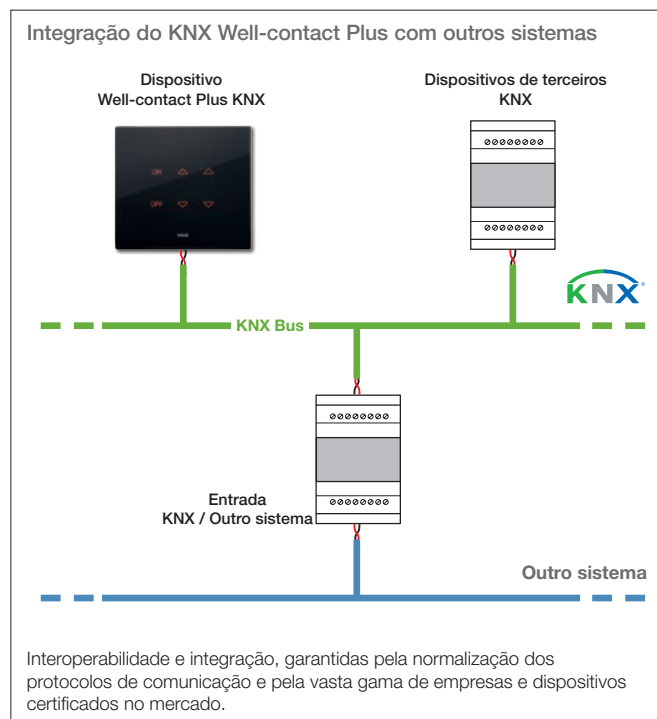 Integração do KNX Well-contact Plus com outros sistemas
Dispositivo
Well-contact Plus KNX
Dispositivos de terceiros
KNX
ON
OFF
KNX
KNX Bus
Entrada
KNX / Outro sistema
Outro sistema
Interoperabilidade e integração, garantidas pela normalização dos
protocolos de comunicação e pela vasta gama de empresas e dispositivos
certificados no mercado.